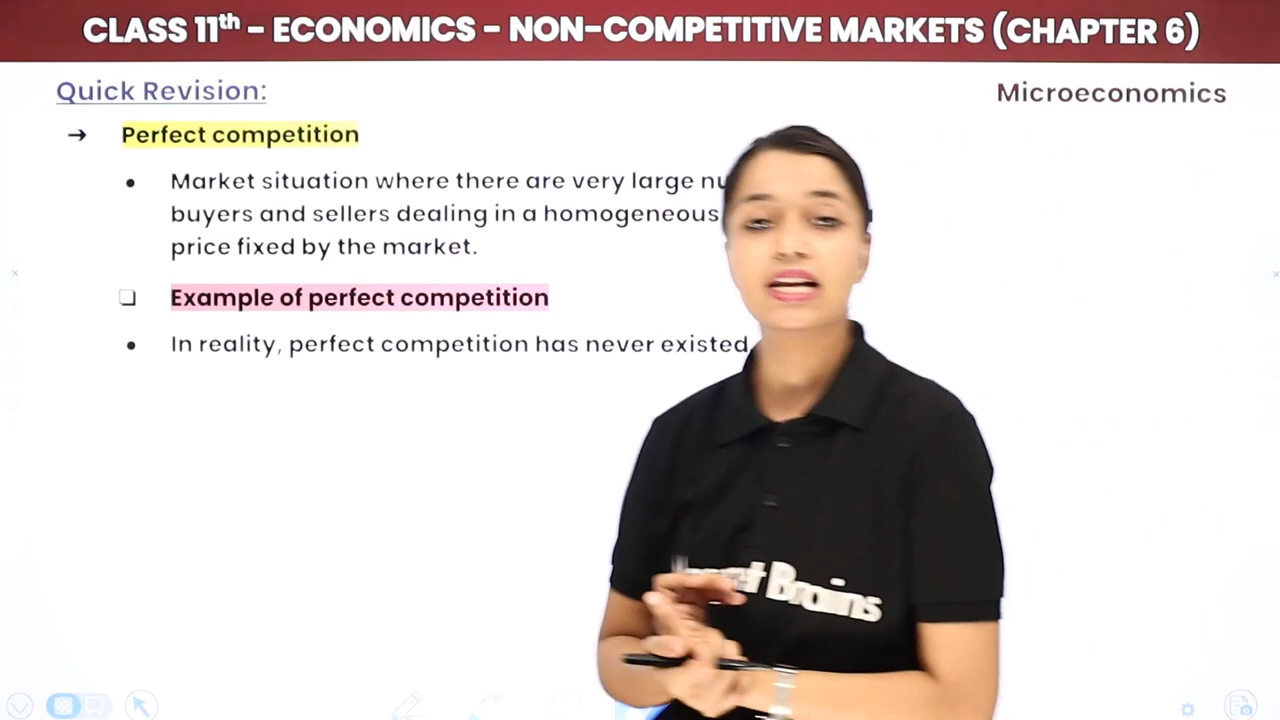 CLASS 11th - ECONOMICS - NON-COMPETITIVE MARKETS (CHAPTER 6)
Quick Revision:
Microeconomics
→ Perfect competition
• Market situation where there are very large
buyers and sellers dealing in a homogeneous
price fixed by the market.
❑ Example of perfect competition
• In reality, perfect competition has never existed
Brains